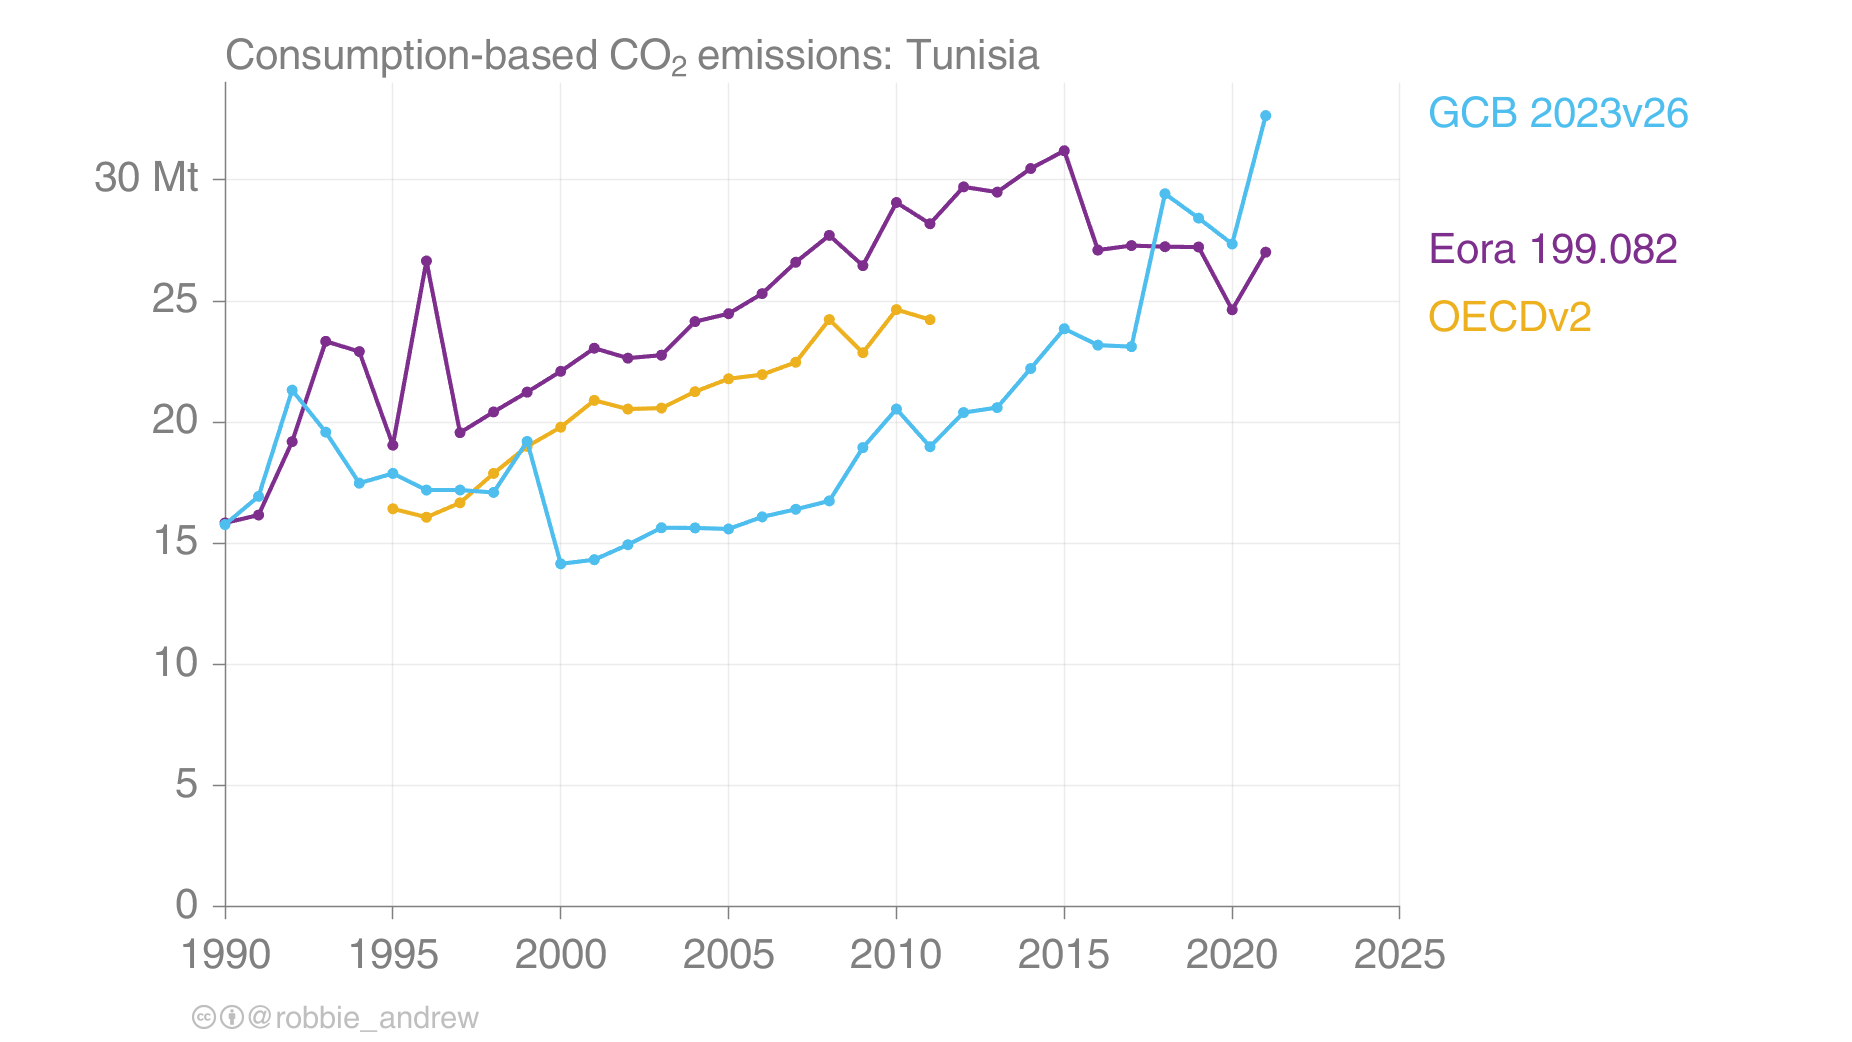 Consumption-based CO₂ emissions: Tunisia
GCB 2023v26
Eora 199.082
OECDv2
30 Mt
25
20
15
10
5
0
1990 1995 2000 2005 2010 2015 2020 2025
@robbie_andrew